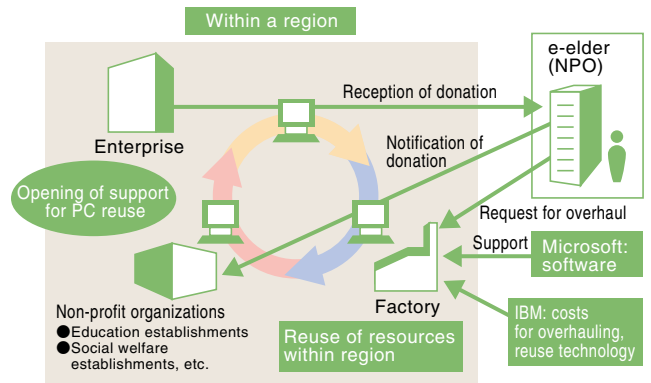 Within a region
e-elder
(NPO)
Reception of donation
Enterprise
Notification of
donation
Opening of support
for PC reuse
Request for overhaul
Support
Microsoft:
software
Non-profit organizations
●Education establishments
●Social welfare
establishments, etc.
Factory
Reuse of resources
within region
IBM: costs
for overhauling,
reuse technology